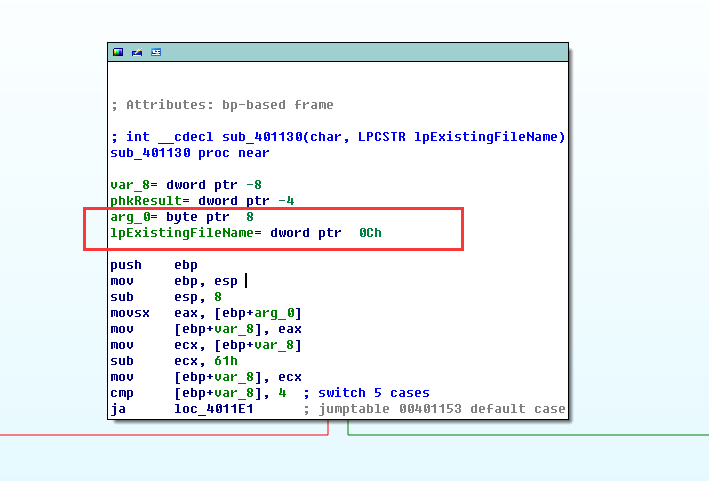 ; Attributes: bp-based frame
; int __cdecl sub_401130(char, LPCSTR lpExistingFileName)
sub_401130 proc near
var_8= dword ptr -8
phkResult= dword ptr -4
arg_0= byte ptr  8
lpExistingFileName= dword ptr  0Ch
push    ebp
mov     ebp, esp
sub     esp, 8
movsx   eax, [ebp+arg_0]
mov     [ebp+var_8], eax
mov     ecx, [ebp+var_8]
sub     ecx, 61h
mov     [ebp+var_8], ecx
cmp     [ebp+var_8], 4  ; switch 5 cases
ja      loc_4011E1      ; jumptable 00401153 default case